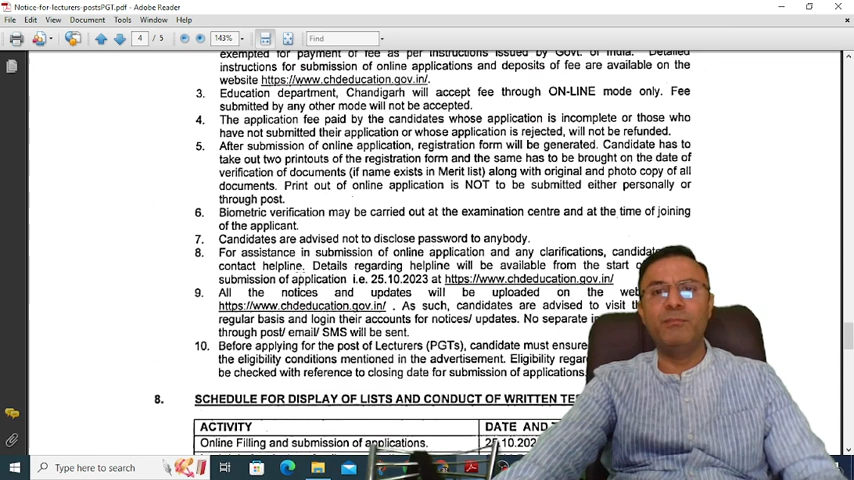 Notice-for-lecturers-postsPGT.pdf - Adobe Reader
File Edit View Document Tools Window Help
4 / 5 143% Find
exempted for payment of fee as per instructions issued by Govt. of India. Detailed
instructions for submission of online applications and deposits of fee are available on the
website https://www.chdeducation.gov.in/.
3. Education department, Chandigarh will accept fee through ON-LINE mode only. Fee
submitted by any other mode will not be accepted.
4. The application fee paid by the candidates whose application is incomplete or those who
have not submitted their application or whose application is rejected, will not be refunded.
5. After submission of online application, registration form will be generated. Candidate has to
take out two printouts of the registration form and the same has to be brought on the date of
verification of documents (if name exists in Merit list) along with original and photo copy of all
documents. Print out of online application is NOT to be submitted either personally or
through post.
6. Biometric verification may be carried out at the examination centre and at the time of joining
of the applicant.
7. Candidates are advised not to disclose password to anybody.
8. For assistance in submission of online application and any clarifications,
contact helpline. Details regarding helpline will be available from the start
submission of application i.e. 25.10.2023 at https://www.chdeducation.gov.in/
9. All the notices and updates will be uploaded on the
https://www.chdeducation.gov.in/ . As such, candidates are advised to visit
regular basis and login their accounts for notices/ updates. No separate
through post/ email/ SMS will be sent.
10. Before applying for the post of Lecturers (PGTs), candidate must
the eligibility conditions mentioned in the advertisement. Eligibility
be checked with reference to closing date for submission of applications.
8. SCHEDULE FOR DISPLAY OF LISTS AND CONDUCT OF WRITTEN
ACTIVITY DATE AND
Online Filling and submission of applications. 25.10.202
Type here to search